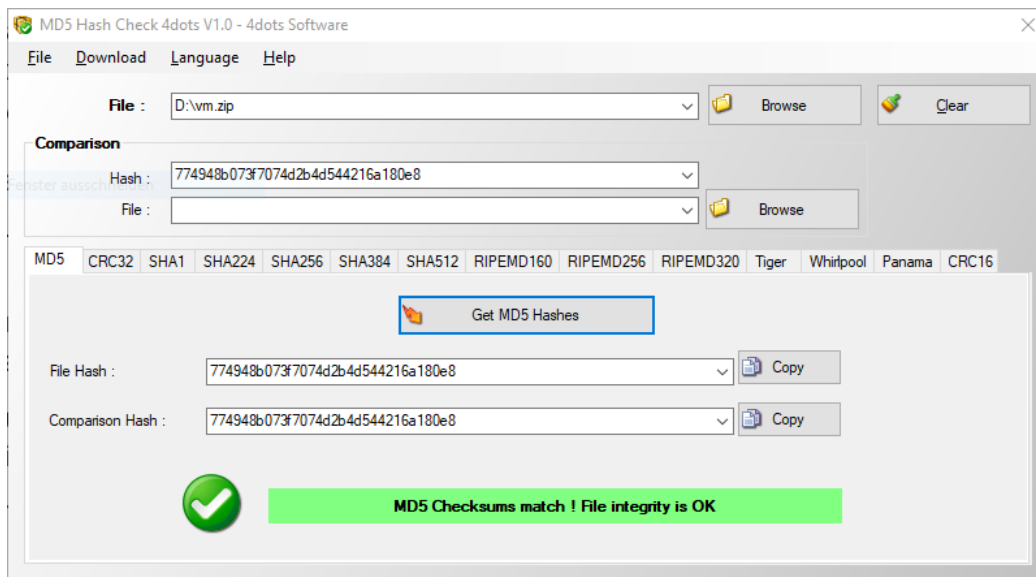 MD5 Hash Check 4dots V1.0 - 4dots Software
File Download Language Help
File : D:\vm.zip Browse Clear
Comparison
Hash : 774948b073f7074d2b4d544216a180e8
Fenster ausschneiden
File : Browse
MD5 CRC32 SHA1 SHA224 SHA256 SHA384 SHA512 RIPEMD160 RIPEMD256 RIPEMD320 Tiger Whirlpool Panama CRC16
Get MD5 Hashes
File Hash : 774948b073f7074d2b4d544216a180e8 Copy
Comparison Hash : 774948b073f7074d2b4d544216a180e8 Copy
MD5 Checksums match ! File integrity is OK